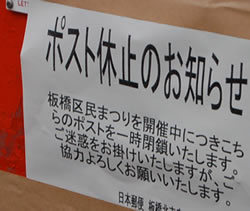 ポスト休止のお知らせ
板橋区民まつりを開催中につきこち
らのポストを一時閉鎖いたします。
ご迷惑をお掛けいたしますが、ご
協力よろしくお願いいたします。
日本郵便 板橋北